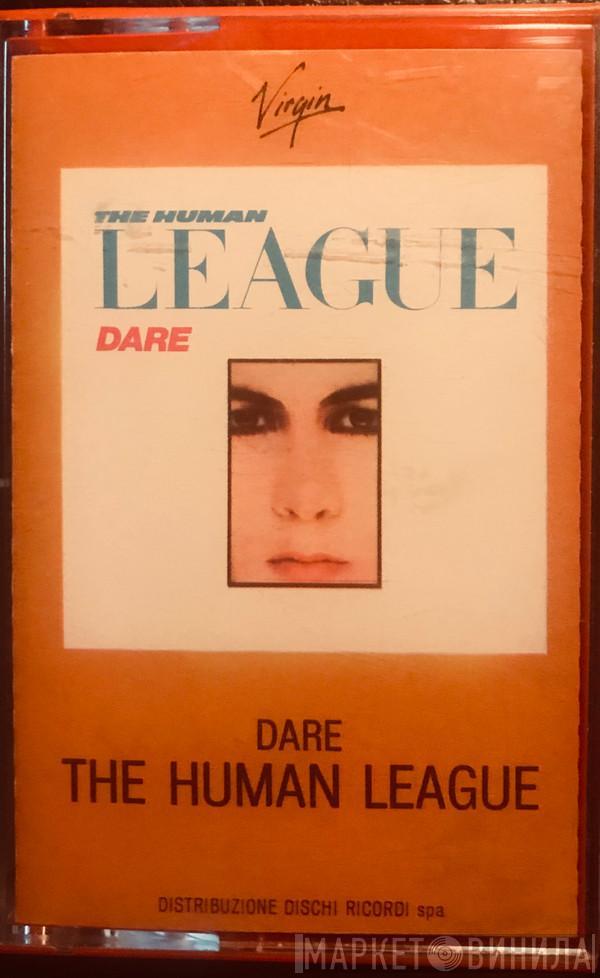 Virgin
THE HUMAN
LEAGUE
DARE
DARE
THE HUMAN LEAGUE
DISTRIBUZIONE DISCHI RICORDI spa
МАРКЕТ ВИНИЛА